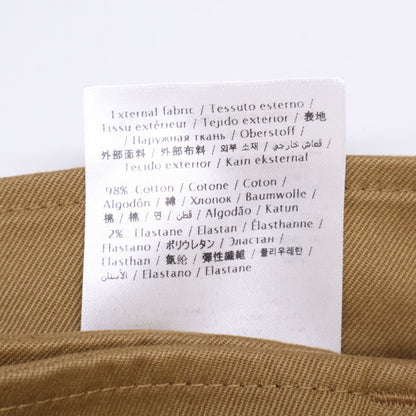 External fabric / Tessuto esterno /
Tissu extérieur / Tejido exterior / 表地
/ Наружная ткань / Oberstoff /
外部面料 / 外部布料 / 외부 소재 / قماش خارجي /
Tecido exterior / Kain eksternal
98% Cotton / Cotone / Coton /
Algodón / 綿 / Хлопок / Baumwolle /
棉 / 棉 / 면 / قطن / Algodão / Katun
2% Elastane / Elastan / Élasthanne /
Elastano / ポリウレタン / Эластан /
Elasthan / 氨纶 / 彈性纖維 / 폴리우레탄 /
الأسفان / Elastano / Elastane